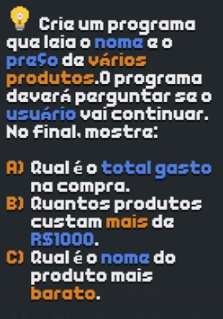 Crie um programa
que leia o nome e o
preço de vários
produtos.O programa
deverá perguntar se o
usuário vai continuar.
No final, mostre:
A) Qual é o total gasto
na compra.
B) Quantos produtos
custam mais de
R$1000.
C) Qual é o nome do
produto mais
barato.